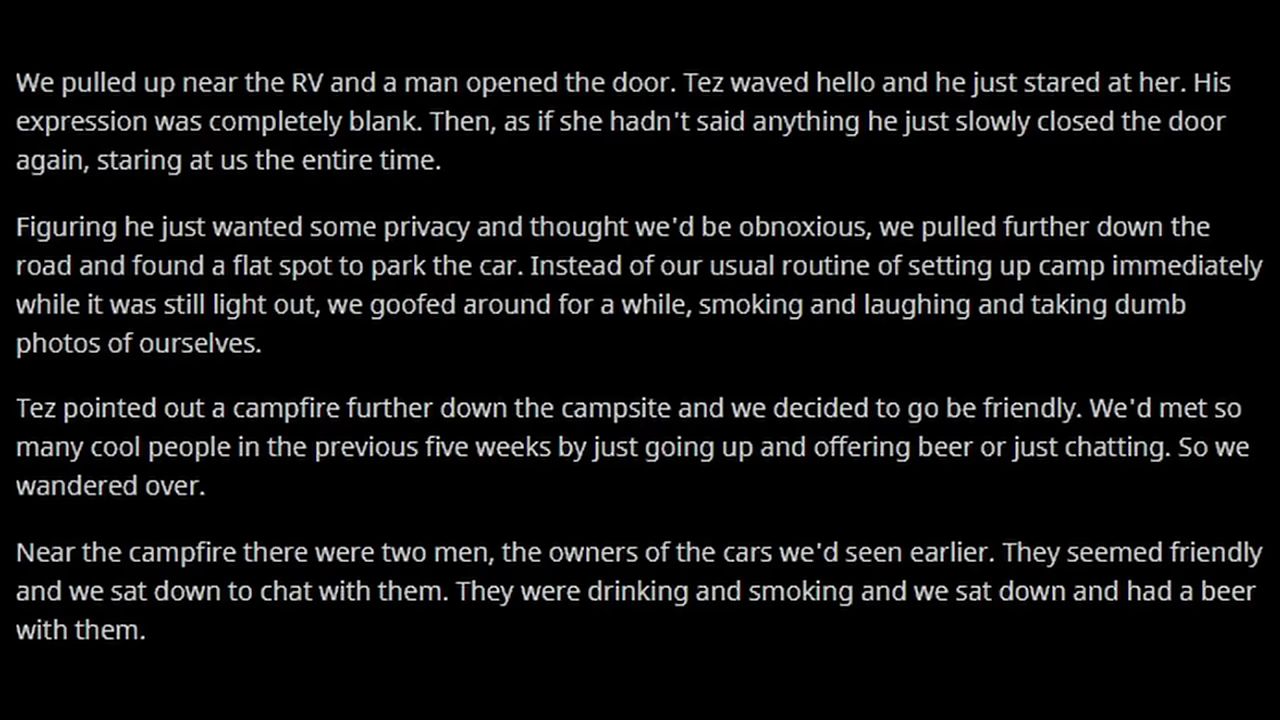 We pulled up near the RV and a man opened the door. Tez waved hello and he just stared at her. His
expression was completely blank. Then, as if she hadn't said anything he just slowly closed the door
again, staring at us the entire time.
Figuring he just wanted some privacy and thought we'd be obnoxious, we pulled further down the
road and found a flat spot to park the car. Instead of our usual routine of setting up camp immediately
while it was still light out, we goofed around for a while, smoking and laughing and taking dumb
photos of ourselves.
Tez pointed out a campfire further down the campsite and we decided to go be friendly. We'd met so
many cool people in the previous five weeks by just going up and offering beer or just chatting. So we
wandered over.
Near the campfire there were two men, the owners of the cars we'd seen earlier. They seemed friendly
and we sat down to chat with them. They were drinking and smoking and we sat down and had a beer
with them.